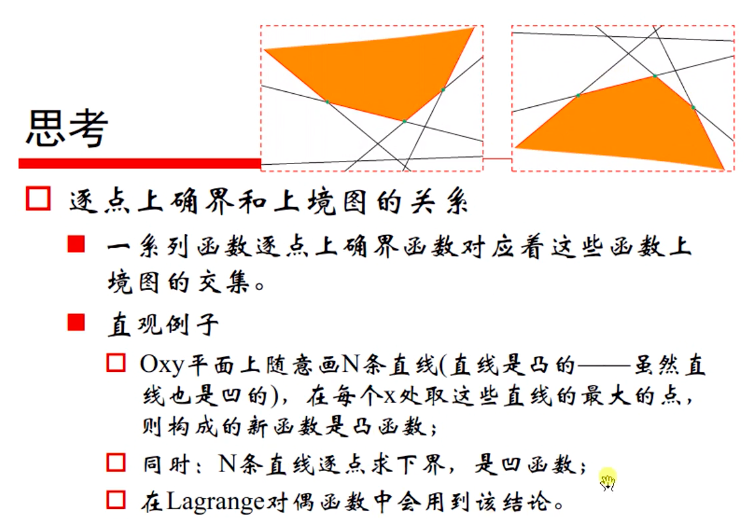 思考
逐点上确界和上境图的关系
一系列函数逐点上确界函数对应着这些函数上
境图的交集。
直观例子
Oxy平面上随意画N条直线(直线是凸的——虽然直
线也是凹的)，在每个x处取这些直线的最大的点，
则构成的新函数是凸函数；
同时：N条直线逐点求下界，是凹函数；
在Lagrange对偶函数中会用到该结论。